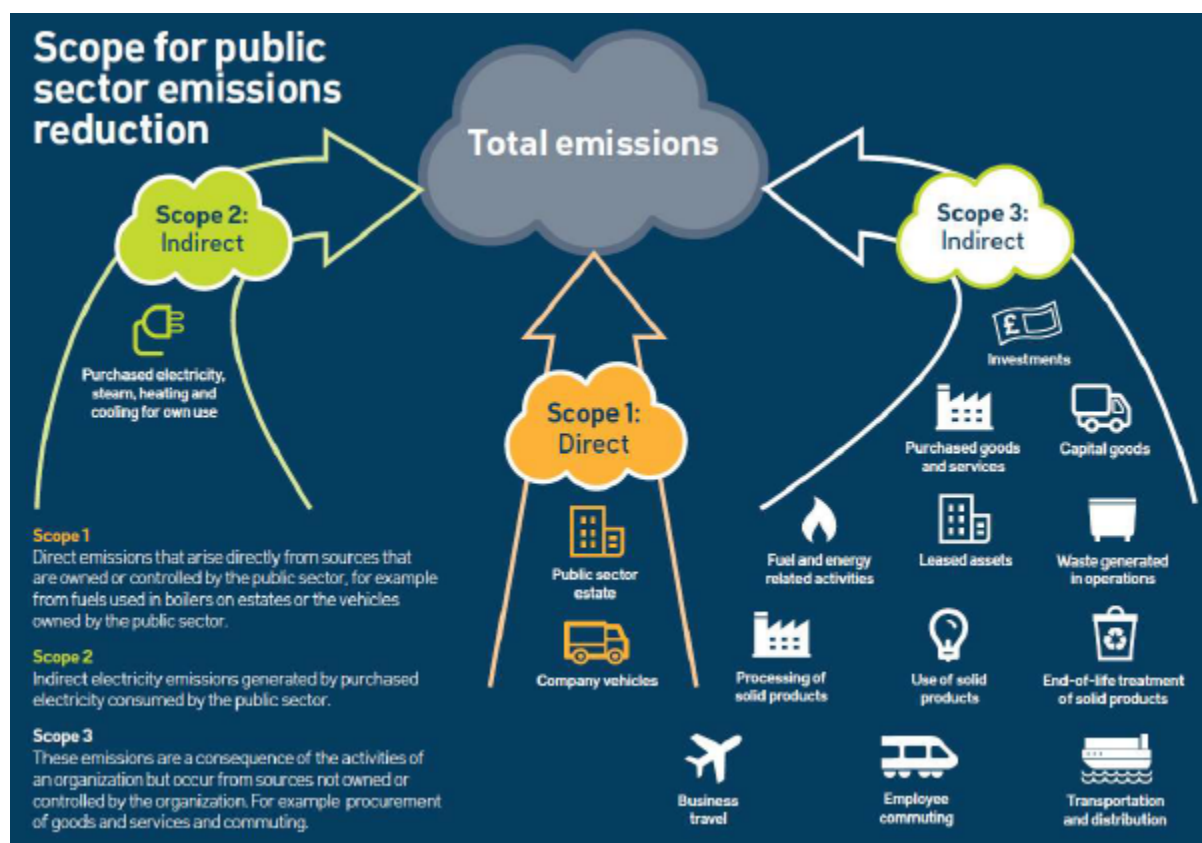 Scope for public
sector emissions
reduction
Total emissions
Scope 2:
Indirect
Purchased electricity,
steam, heating and
cooling for own use
Scope 1:
Direct
Public sector
estate
Company vehicles
Scope 3:
Indirect
£
Investments
Purchased goods
and services
Capital goods
Fuel and energy
related activities
Leased assets
Waste generated
in operations
Processing of
solid products
Use of solid
products
End-of-life treatment
of solid products
Business
travel
Employee
commuting
Transportation
and distribution
Scope 1
Direct emissions that arise directly from sources that
are owned or controlled by the public sector, for example
from fuels used in boilers on estates or the vehicles
owned by the public sector.
Scope 2
Indirect electricity emissions generated by purchased
electricity consumed by the public sector.
Scope 3
These emissions are a consequence of the activities of
an organization but occur from sources not owned or
controlled by the organization. For example procurement
of goods and services and commuting.